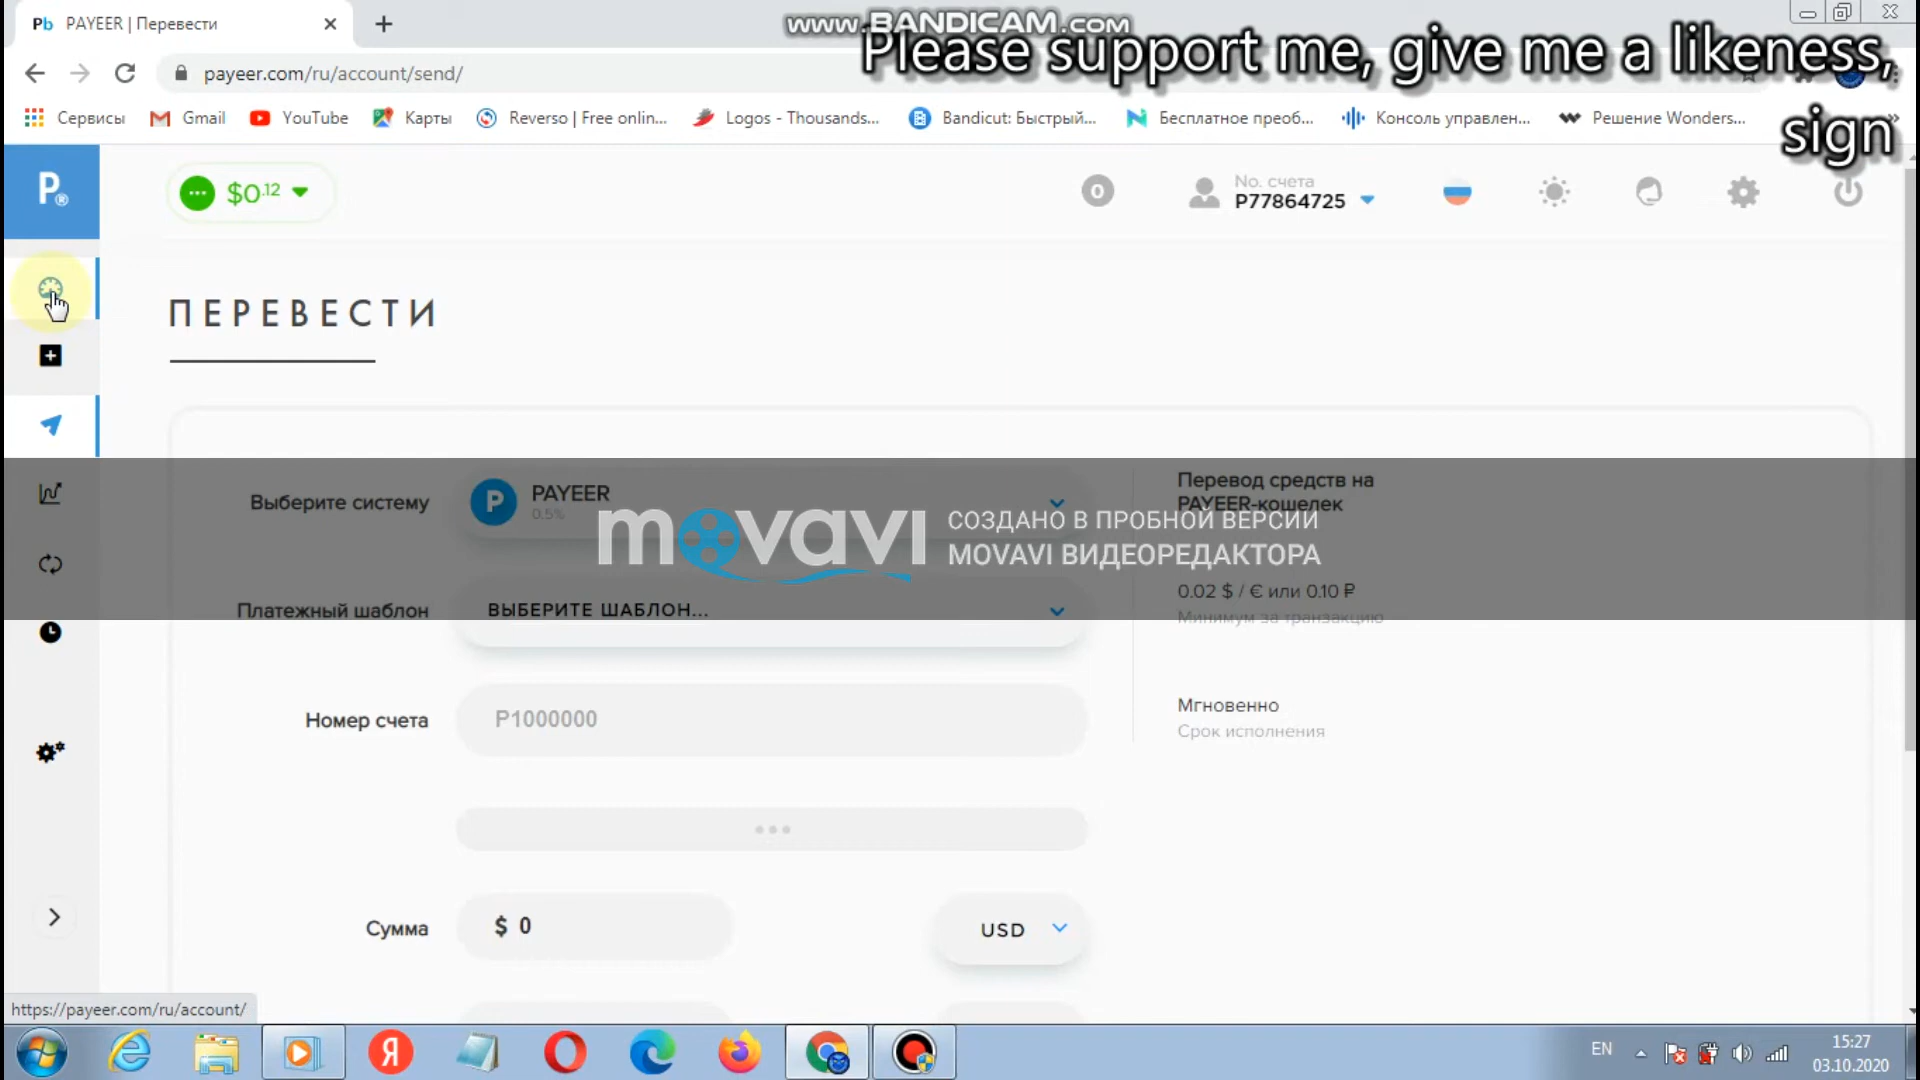 Pb PAYEER | Перевести
www.BANDICAM.com
Please support me, give me a likeness,
sign
payeer.com/ru/account/send/
Сервисы Gmail YouTube Карты Reverso | Free onlin... Logos - Thousands... Bandicut: Быстрый... Бесплатное преоб... Консоль управлен... Решение Wonders...
P®
$0.12
0
No. счета
P77864725
ПЕРЕВЕСТИ
Выберите систему
P PAYEER
0.5%
Перевод средств на
PAYEER-кошелек
movavi
СОЗДАНО В ПРОБНОЙ ВЕРСИИ
MOVAVI ВИДЕОРЕДАКТОРА
0.02 $ / € или 0.10 ₽
Минимум за транзакцию
Платежный шаблон
ВЫБЕРИТЕ ШАБЛОН...
Номер счета
P1000000
Мгновенно
Срок исполнения
Сумма
$ 0
USD
https://payeer.com/ru/account/
Я
EN
15:27
03.10.2020